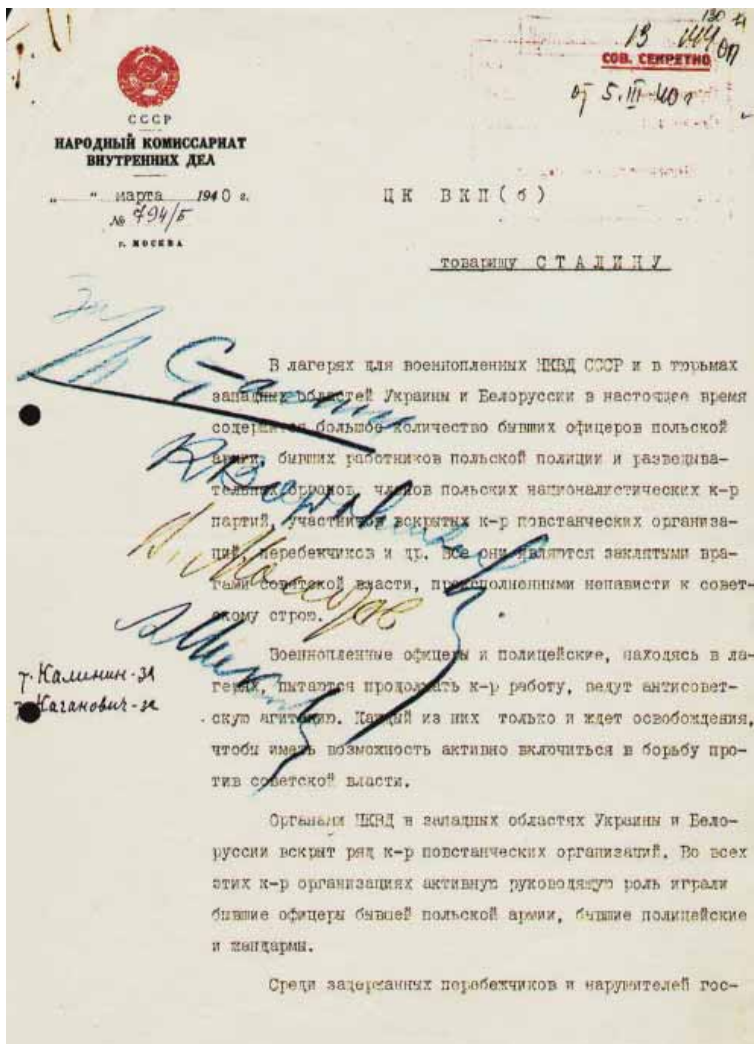 13 144 оп
СОВ. СЕКРЕТНО
от 5.III-40 г
СССР
НАРОДНЫЙ КОМИССАРИАТ
ВНУТРЕННИХ ДЕЛ
„ “ марта 1940 г.
№ 794/Б
г. МОСКВА
ЦК ВКП(б)
товарищу СТАЛИНУ
За
И Сталин
К Ворошилов
В. Молотов
А Микоян
В лагерях для военнопленных НКВД СССР и в тюрьмах
западных областей Украины и Белоруссии в настоящее время
содержится большое количество бывших офицеров польской
армии, бывших работников польской полиции и разведыва-
тельных органов, членов польских националистических к-р
партий, участников вскрытых к-р повстанческих организа-
ций, перебежчиков и др. Все они являются заклятыми вра-
гами советской власти, преисполненными ненависти к совет-
скому строю.
т. Калинин - за
т. Каганович - за
Военнопленные офицеры и полицейские, находясь в ла-
герях, пытаются продолжать к-р работу, ведут антисовет-
скую агитацию. Каждый из них только и ждет освобождения,
чтобы иметь возможность активно включиться в борьбу про-
тив советской власти.
Органами НКВД в западных областях Украины и Бело-
руссии вскрыт ряд к-р повстанческих организаций. Во всех
этих к-р организациях активную руководящую роль играли
бывшие офицеры бывшей польской армии, бывшие полицейские
и жандармы.
Среди задержанных перебежчиков и нарушителей гос-